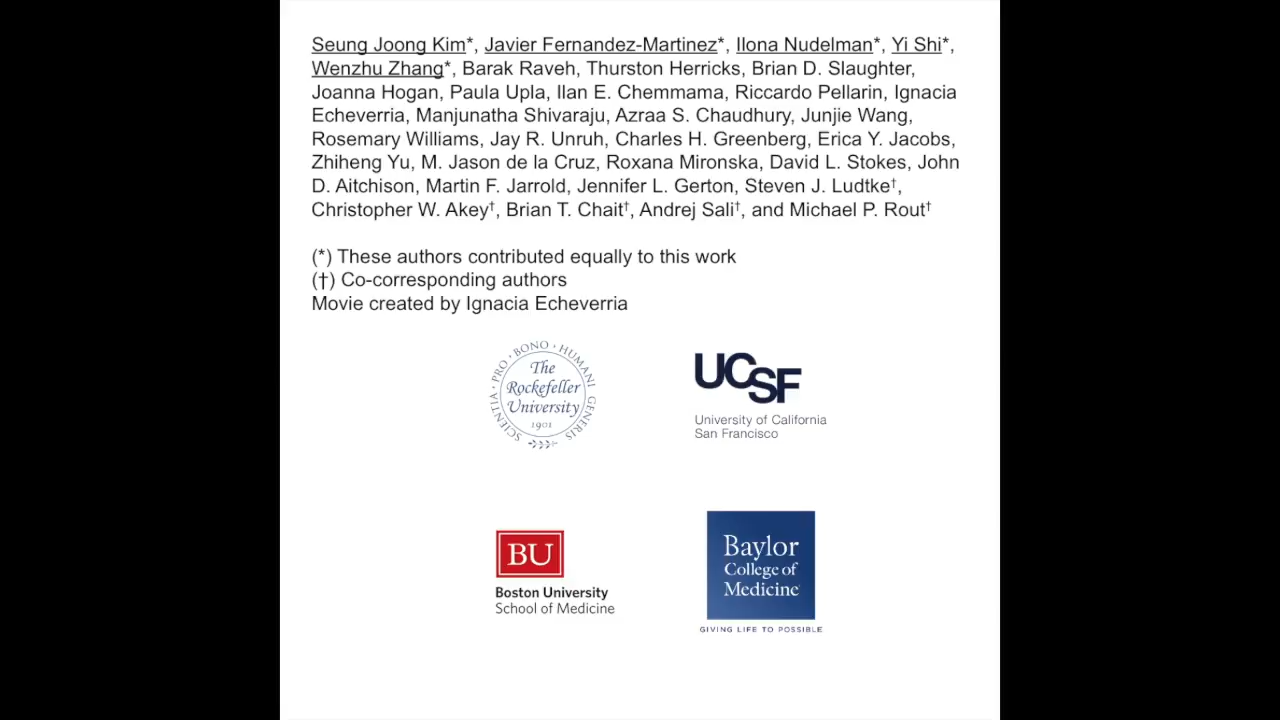 Seung Joong Kim*, Javier Fernandez-Martinez*, Ilona Nudelman*, Yi Shi*,
Wenzhu Zhang*, Barak Raveh, Thurston Herricks, Brian D. Slaughter,
Joanna Hogan, Paula Upla, Ilan E. Chemmama, Riccardo Pellarin, Ignacia
Echeverria, Manjunatha Shivaraju, Azraa S. Chaudhury, Junjie Wang,
Rosemary Williams, Jay R. Unruh, Charles H. Greenberg, Erica Y. Jacobs,
Zhiheng Yu, M. Jason de la Cruz, Roxana Mironska, David L. Stokes, John
D. Aitchison, Martin F. Jarrold, Jennifer L. Gerton, Steven J. Ludtke†,
Christopher W. Akey†, Brian T. Chait†, Andrej Sali†, and Michael P. Rout†
(*) These authors contributed equally to this work
(†) Co-corresponding authors
Movie created by Ignacia Echeverria
SCIENTIA · PRO · BONO · HUMANI GENERIS
The
Rockefeller
University
1901
UCSF
University of California
San Francisco
BU
Boston University
School of Medicine
Baylor
College of
Medicine
GIVING LIFE TO POSSIBLE